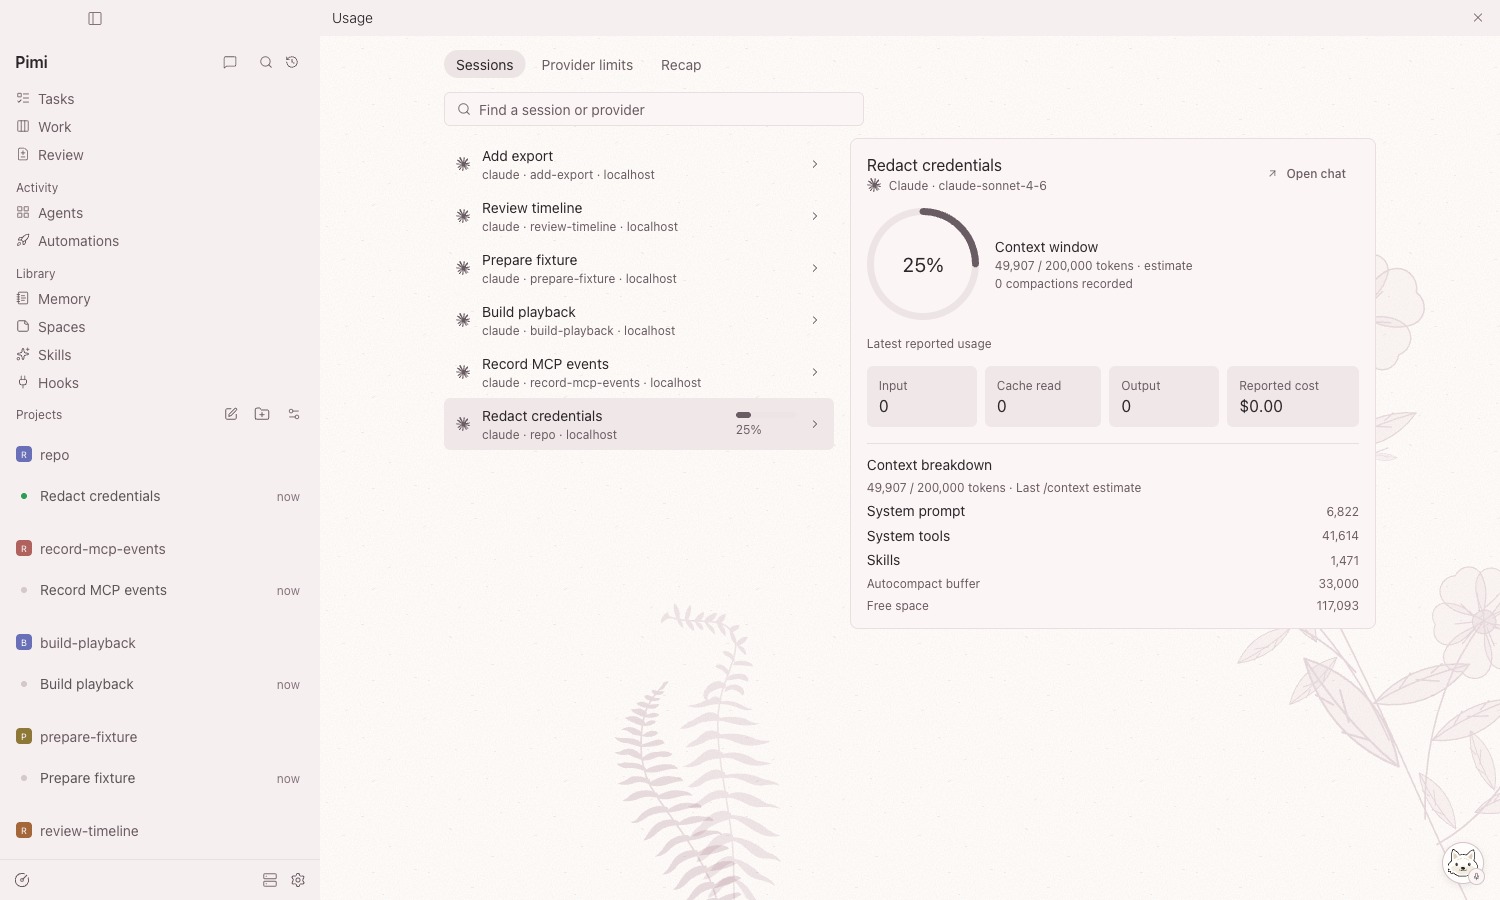 Usage
Pimi
Tasks
Work
Review
Activity
Agents
Automations
Library
Memory
Spaces
Skills
Hooks
Projects
R repo
Redact credentials now
R record-mcp-events
Record MCP events now
B build-playback
Build playback now
P prepare-fixture
Prepare fixture now
R review-timeline
Sessions Provider limits Recap
Find a session or provider
Add export
claude · add-export · localhost
Review timeline
claude · review-timeline · localhost
Prepare fixture
claude · prepare-fixture · localhost
Build playback
claude · build-playback · localhost
Record MCP events
claude · record-mcp-events · localhost
Redact credentials
claude · repo · localhost
25%
Redact credentials
Claude · claude-sonnet-4-6
Open chat
25%
Context window
49,907 / 200,000 tokens · estimate
0 compactions recorded
Latest reported usage
Input Cache read Output Reported cost
0 0 0 $0.00
Context breakdown
49,907 / 200,000 tokens · Last /context estimate
System prompt 6,822
System tools 41,614
Skills 1,471
Autocompact buffer 33,000
Free space 117,093